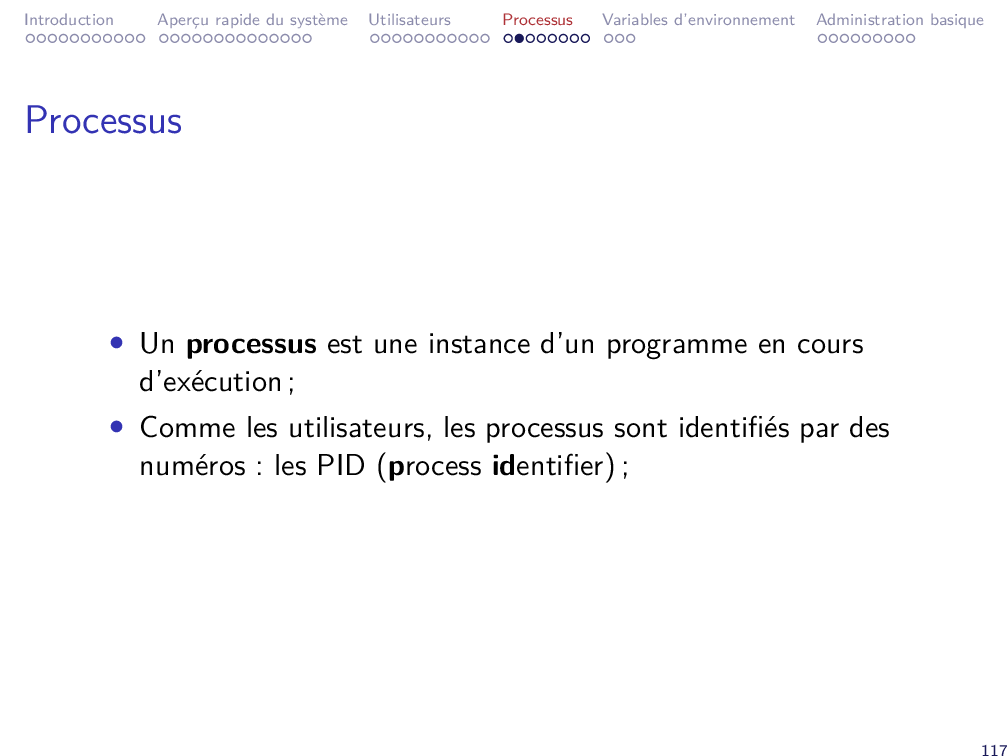 Introduction Aperçu rapide du système Utilisateurs Processus Variables d'environnement Administration basique
Processus
• Un processus est une instance d'un programme en cours
d'exécution ;
• Comme les utilisateurs, les processus sont identifiés par des
numéros : les PID (process identifier) ;
117